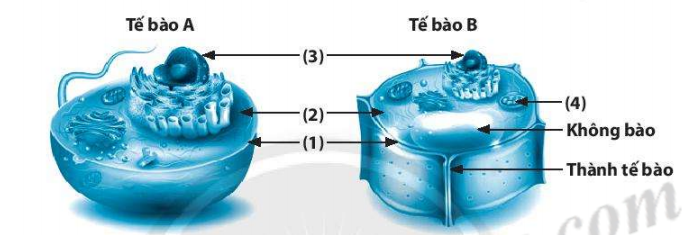 Tế bào A
Tế bào B
(3)
(4)
(2)
Không bào
(1)
Thành tế bào
.com